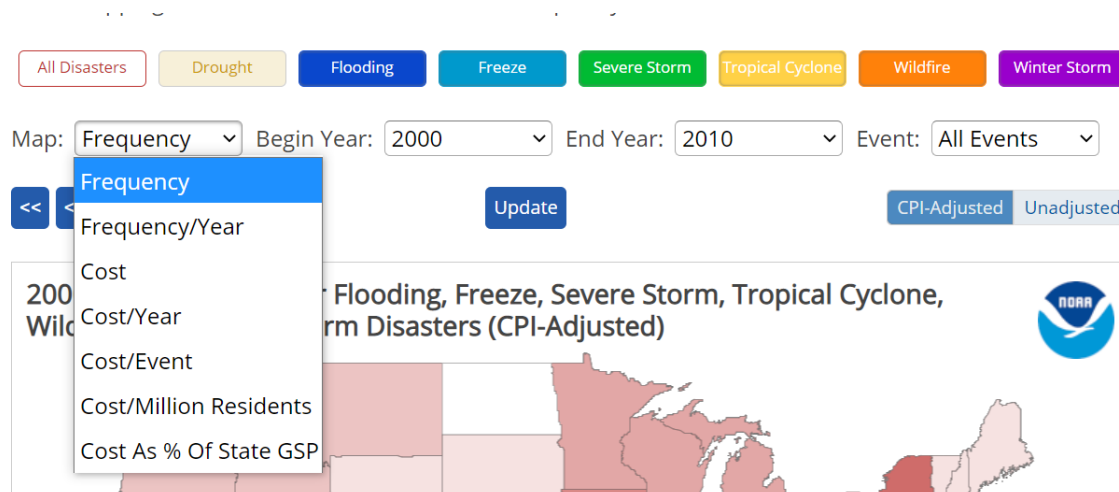 All Disasters Drought Flooding Freeze Severe Storm Tropical Cyclone Wildfire Winter Storm
Map: Frequency Begin Year: 2000 End Year: 2010 Event: All Events
Frequency
<< Update CPI-Adjusted Unadjusted
Frequency/Year
Cost
200 Flooding, Freeze, Severe Storm, Tropical Cyclone,
NOAA
Cost/Year
Disasters (CPI-Adjusted)
Cost/Event
Cost/Million Residents
Cost As % Of State GSP